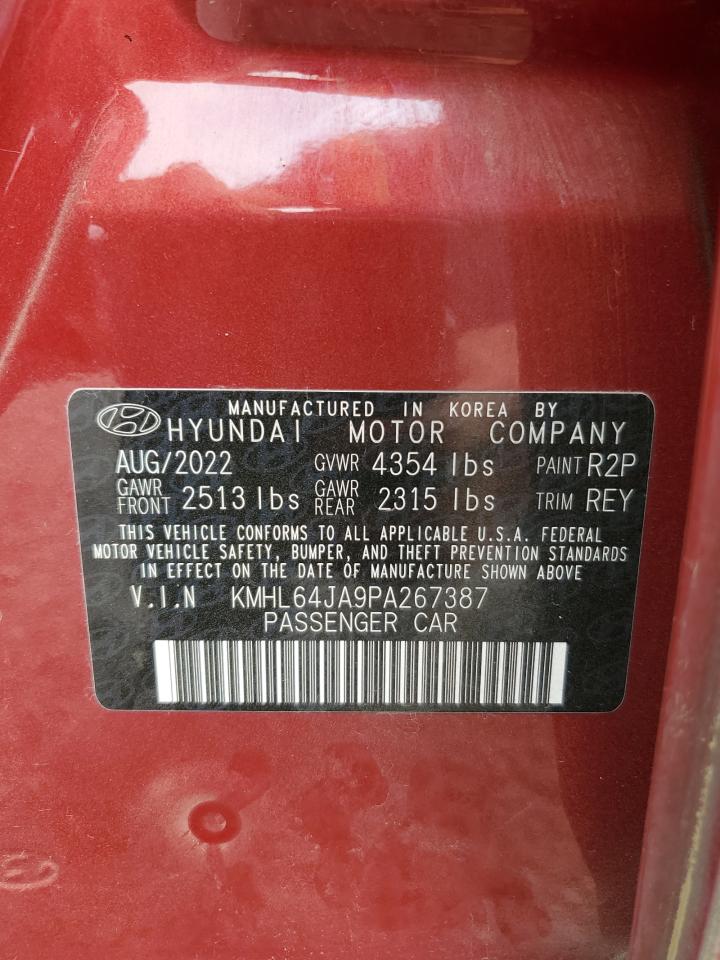 MANUFACTURED IN KOREA BY
HYUNDAI MOTOR COMPANY
AUG/2022 GVWR 4354 lbs PAINT R2P
GAWR FRONT 2513 lbs GAWR REAR 2315 lbs TRIM REY
THIS VEHICLE CONFORMS TO ALL APPLICABLE U.S.A. FEDERAL
MOTOR VEHICLE SAFETY, BUMPER, AND THEFT PREVENTION STANDARDS
IN EFFECT ON THE DATE OF MANUFACTURE SHOWN ABOVE
V.I.N KMHL64JA9PA267387
PASSENGER CAR